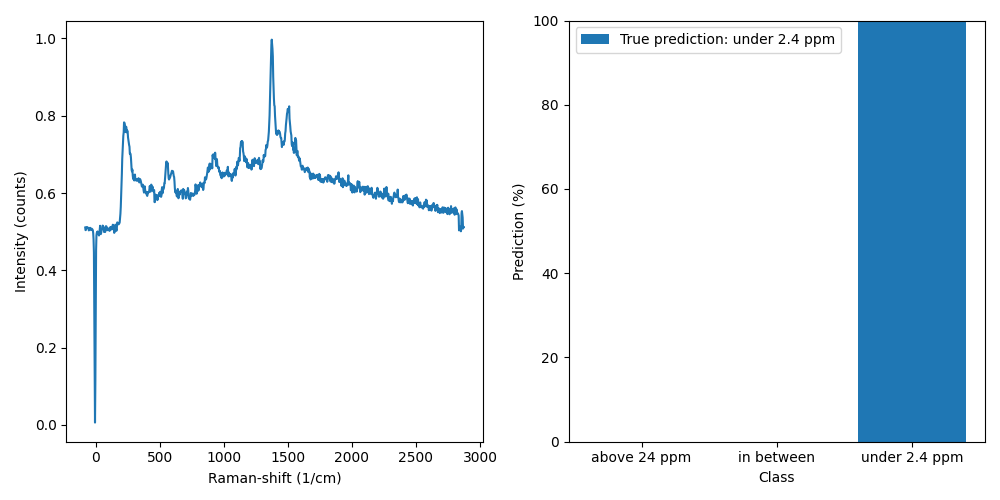 1.0
0.8
0.6
0.4
0.2
0.0
Intensity (counts)
0 500 1000 1500 2000 2500 3000
Raman-shift (1/cm)
100
80
60
40
20
0
Prediction (%)
True prediction: under 2.4 ppm
above 24 ppm in between under 2.4 ppm
Class